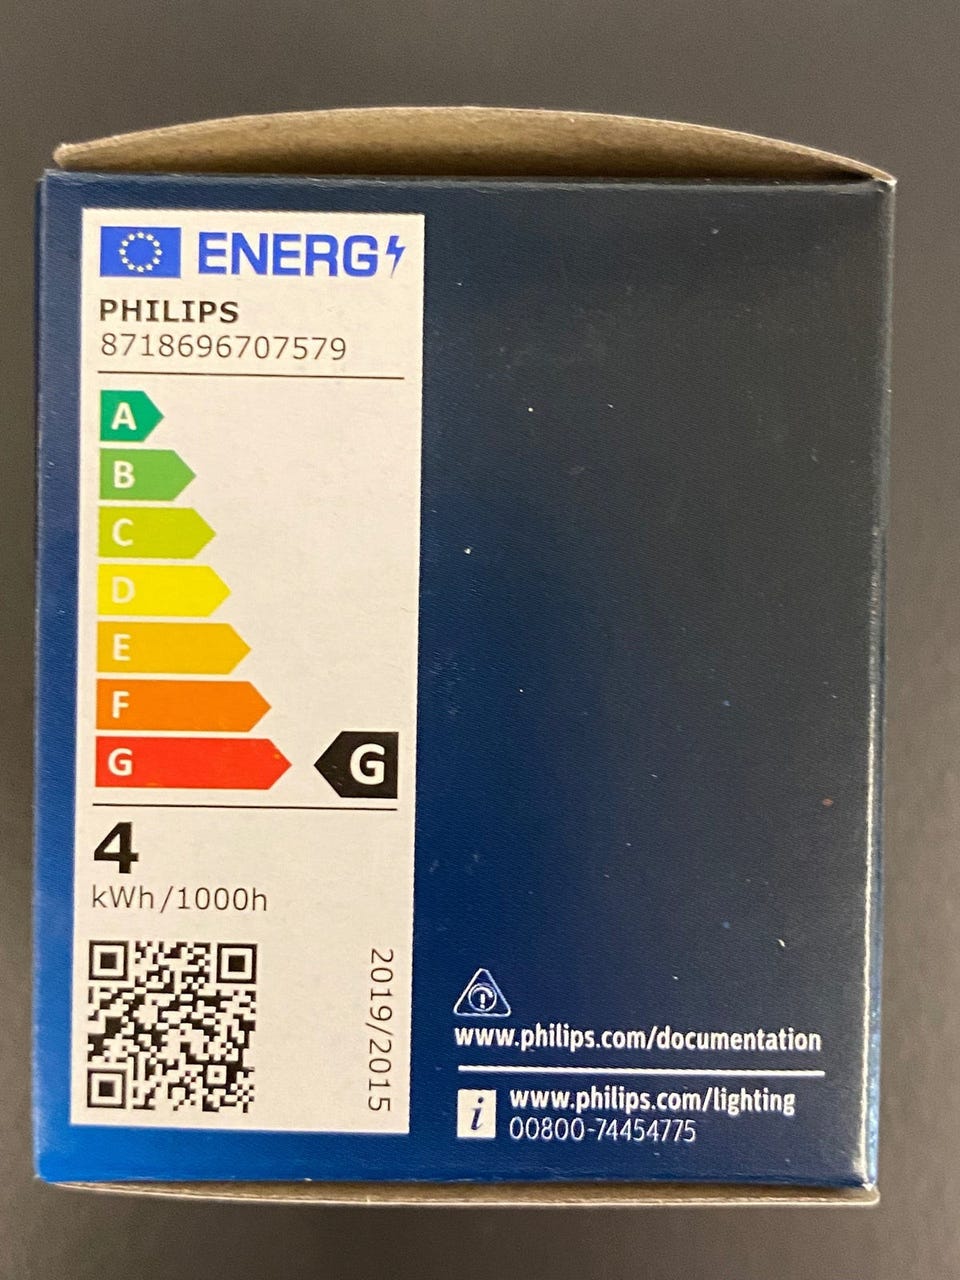 ENERG
PHILIPS
8718696707579
A
B
C
D
E
F
G
G
4
kWh/1000h
2019/2015
www.philips.com/documentation
i
www.philips.com/lighting
00800-74454775